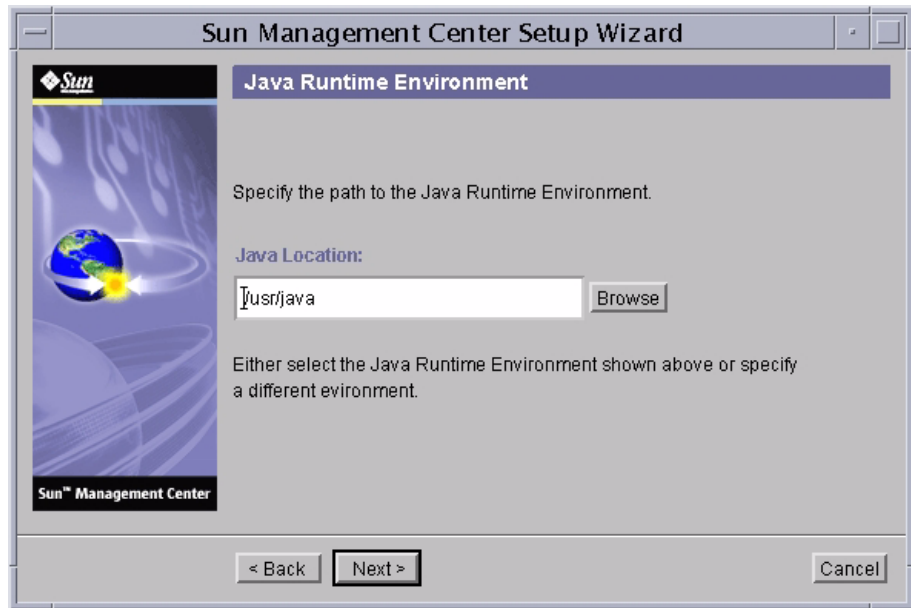 Sun Management Center Setup Wizard
Sun
Java Runtime Environment
Specify the path to the Java Runtime Environment.
Java Location:
/usr/java
Browse
Either select the Java Runtime Environment shown above or specify
a different evironment.
Sun™ Management Center
< Back
Next >
Cancel